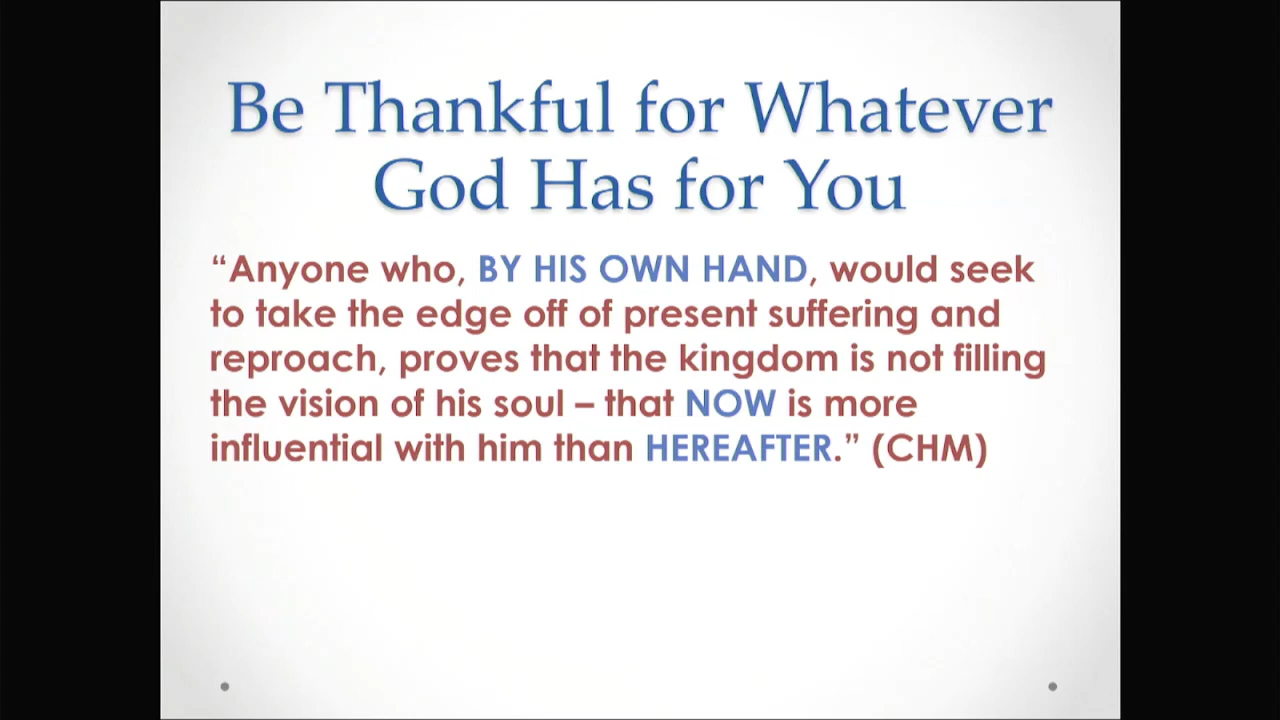 Be Thankful for Whatever
God Has for You
“Anyone who, BY HIS OWN HAND, would seek
to take the edge off of present suffering and
reproach, proves that the kingdom is not filling
the vision of his soul – that NOW is more
influential with him than HEREAFTER.” (CHM)